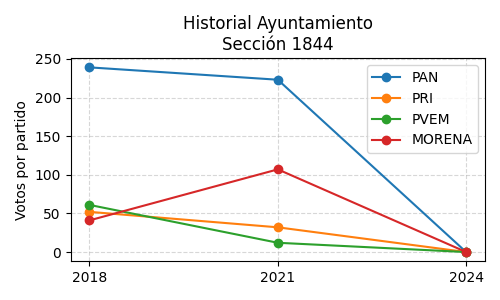 Historial Ayuntamiento
Sección 1844
Votos por partido
250
200
150
100
50
0
2018
2021
2024
PAN
PRI
PVEM
MORENA